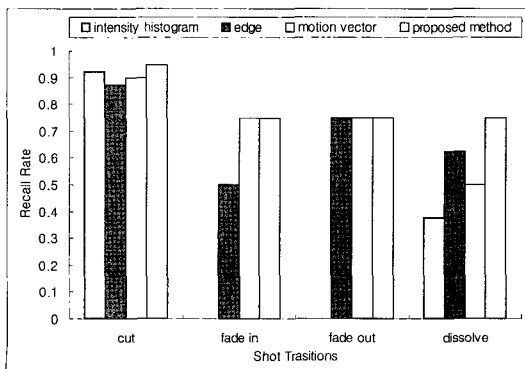 intensity histogram edge motion vector proposed method
1
0.9
0.8
0.7
0.6
0.5
0.4
0.3
0.2
0.1
0
Recall Rate
cut fade in fade out dissolve
Shot Trasitions